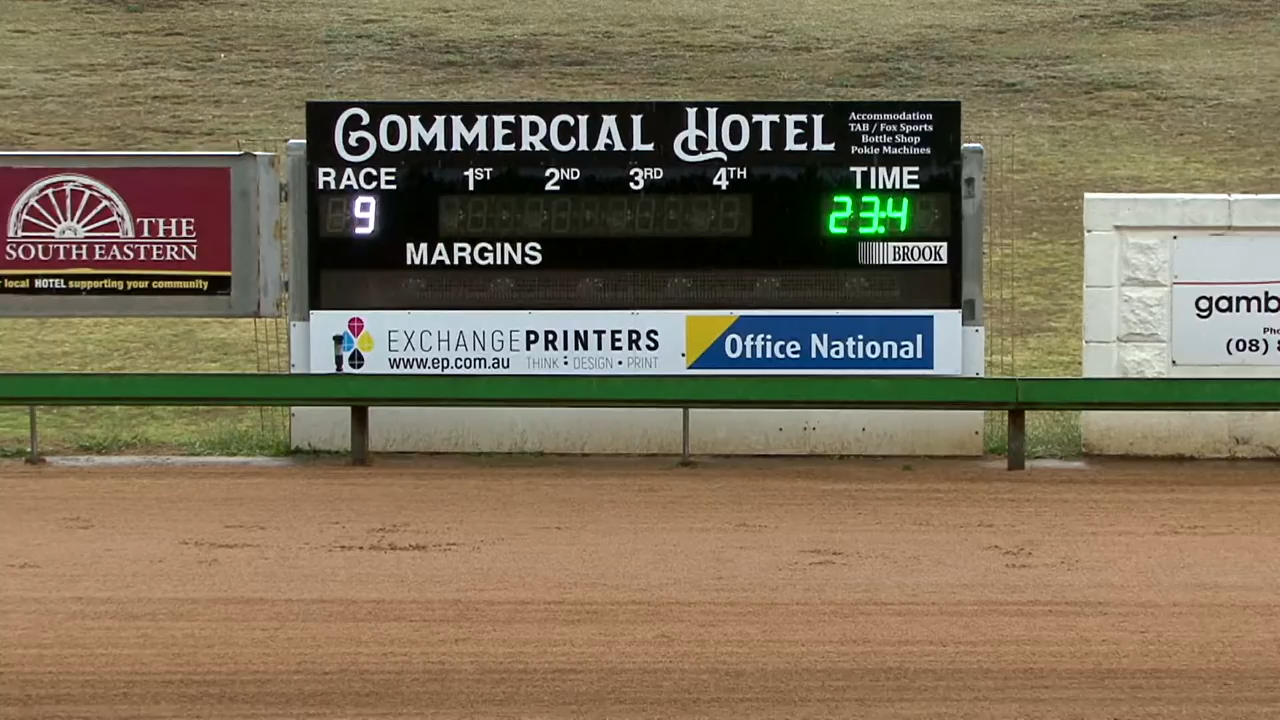 COMMERCIAL HOTEL
Accommodation
TAB / Fox Sports
Bottle Shop
Pokie Machines
RACE 1ST 2ND 3RD 4TH TIME
9 23.4
MARGINS BROOK
THE
SOUTH EASTERN
local HOTEL supporting your community
EXCHANGEPRINTERS
www.ep.com.au THINK : DESIGN • PRINT
Office National
gamb
(08)